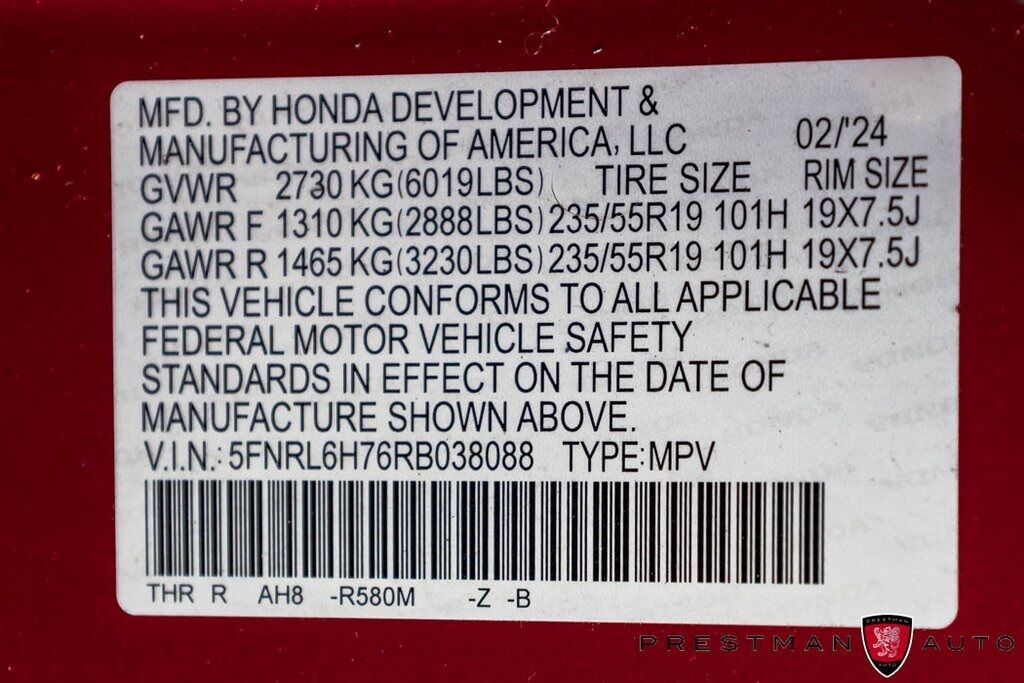 MFD. BY HONDA DEVELOPMENT &
MANUFACTURING OF AMERICA, LLC 02/'24
GVWR 2730 KG(6019LBS) TIRE SIZE RIM SIZE
GAWR F 1310 KG(2888LBS) 235/55R19 101H 19X7.5J
GAWR R 1465 KG(3230LBS) 235/55R19 101H 19X7.5J
THIS VEHICLE CONFORMS TO ALL APPLICABLE
FEDERAL MOTOR VEHICLE SAFETY
STANDARDS IN EFFECT ON THE DATE OF
MANUFACTURE SHOWN ABOVE.
V.I.N.: 5FNRL6H76RB038088 TYPE:MPV
THR R AH8 -R580M -Z -B
PRESTMAN AUTO
PRESTMAN
AUTO